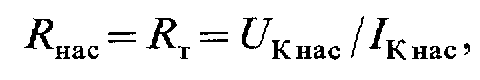 Rнас = Rт = UК нас / IК нас,